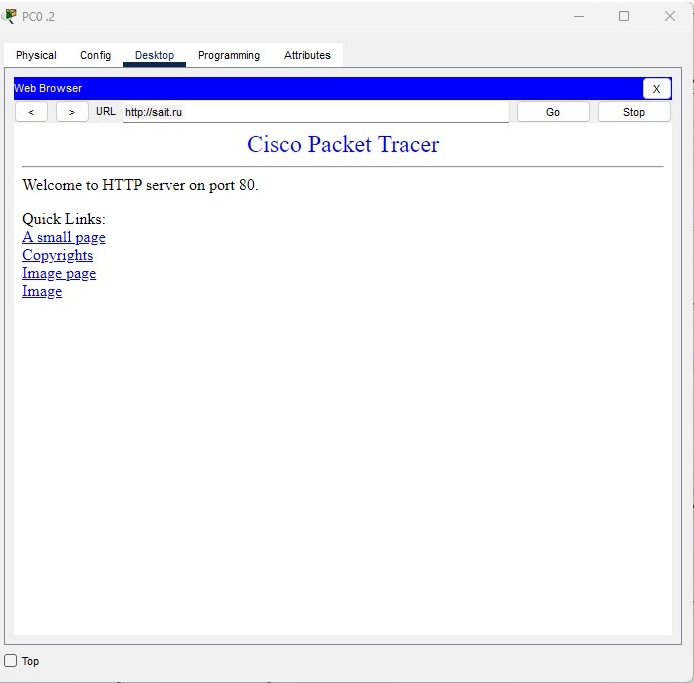 PC0 .2
Physical Config Desktop Programming Attributes
Web Browser X
< > URL http://sait.ru Go Stop
Cisco Packet Tracer
Welcome to HTTP server on port 80.
Quick Links:
A small page
Copyrights
Image page
Image
Top